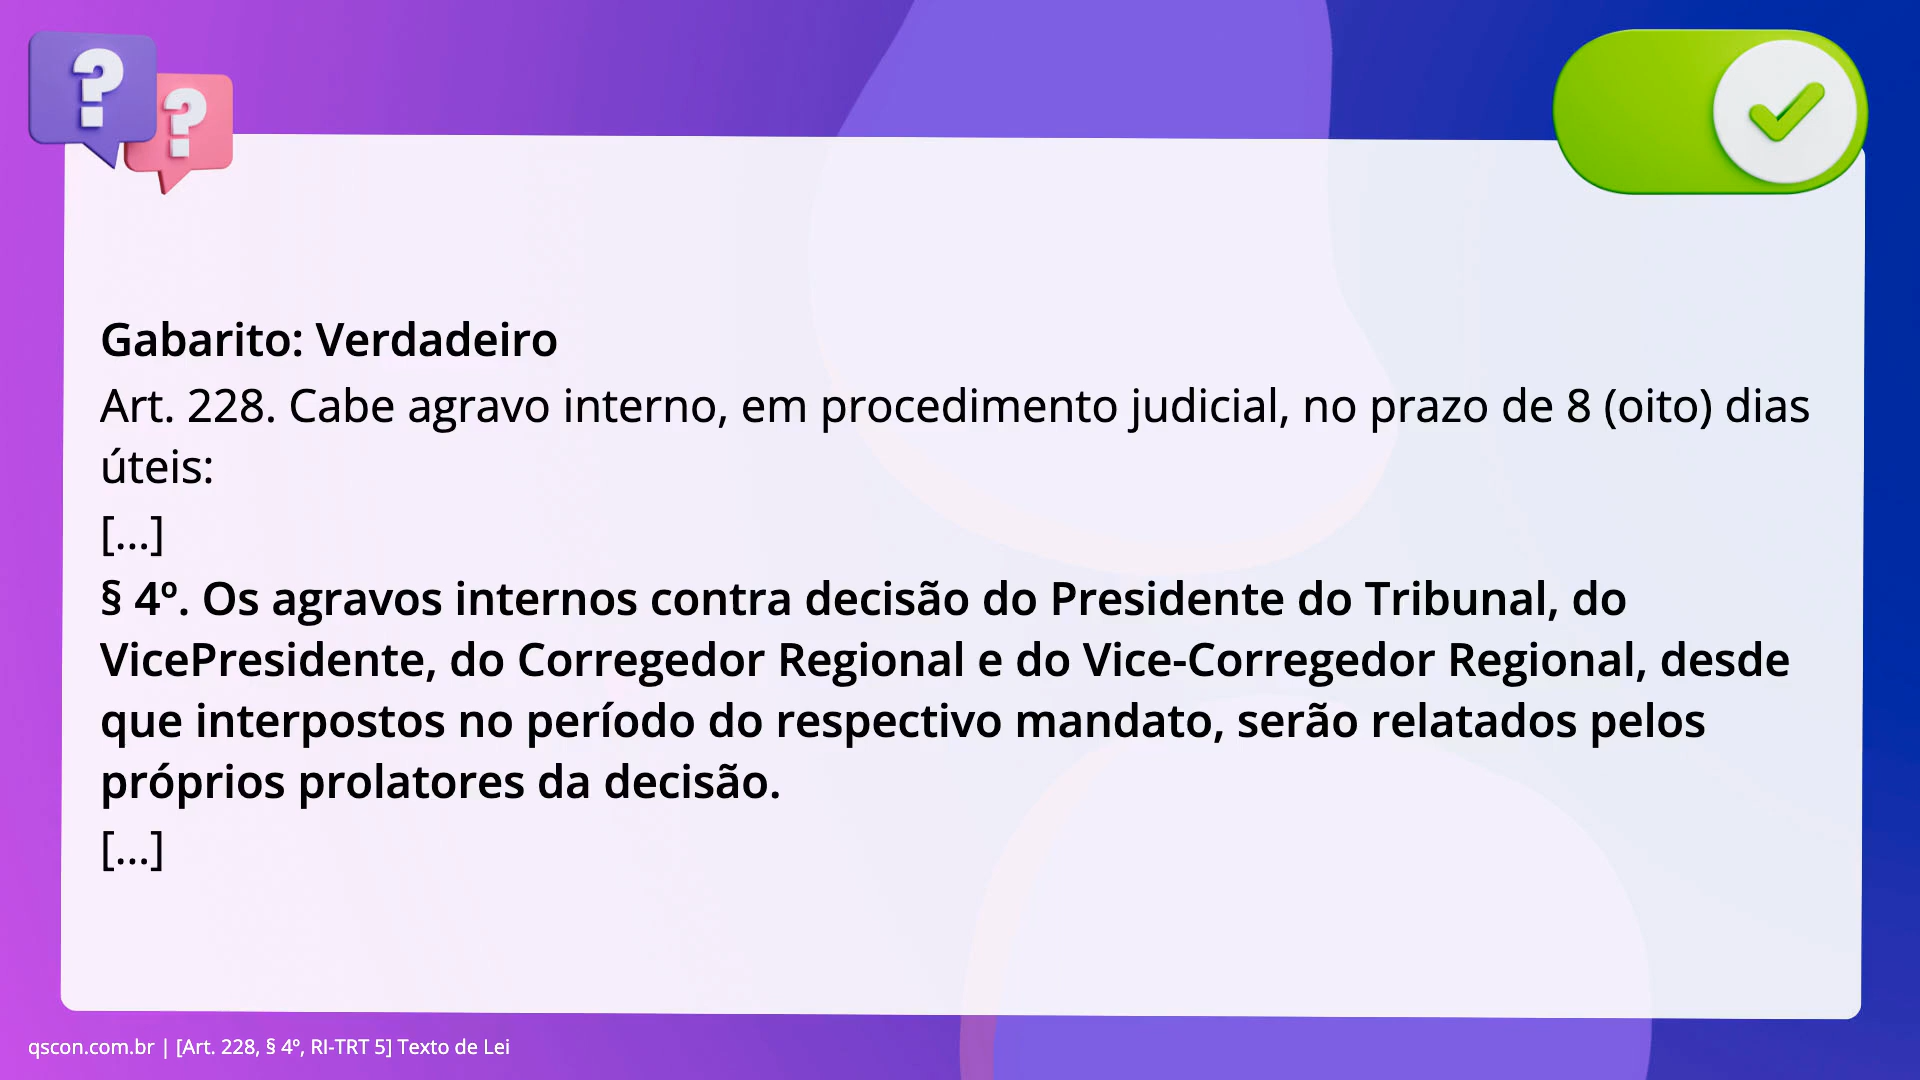 ?
?
Gabarito: Verdadeiro
Art. 228. Cabe agravo interno, em procedimento judicial, no prazo de 8 (oito) dias
úteis:
[...]
§ 4º. Os agravos internos contra decisão do Presidente do Tribunal, do
VicePresidente, do Corregedor Regional e do Vice-Corregedor Regional, desde
que interpostos no período do respectivo mandato, serão relatados pelos
próprios prolatores da decisão.
[...]
qscon.com.br | [Art. 228, § 4º, RI-TRT 5] Texto de Lei